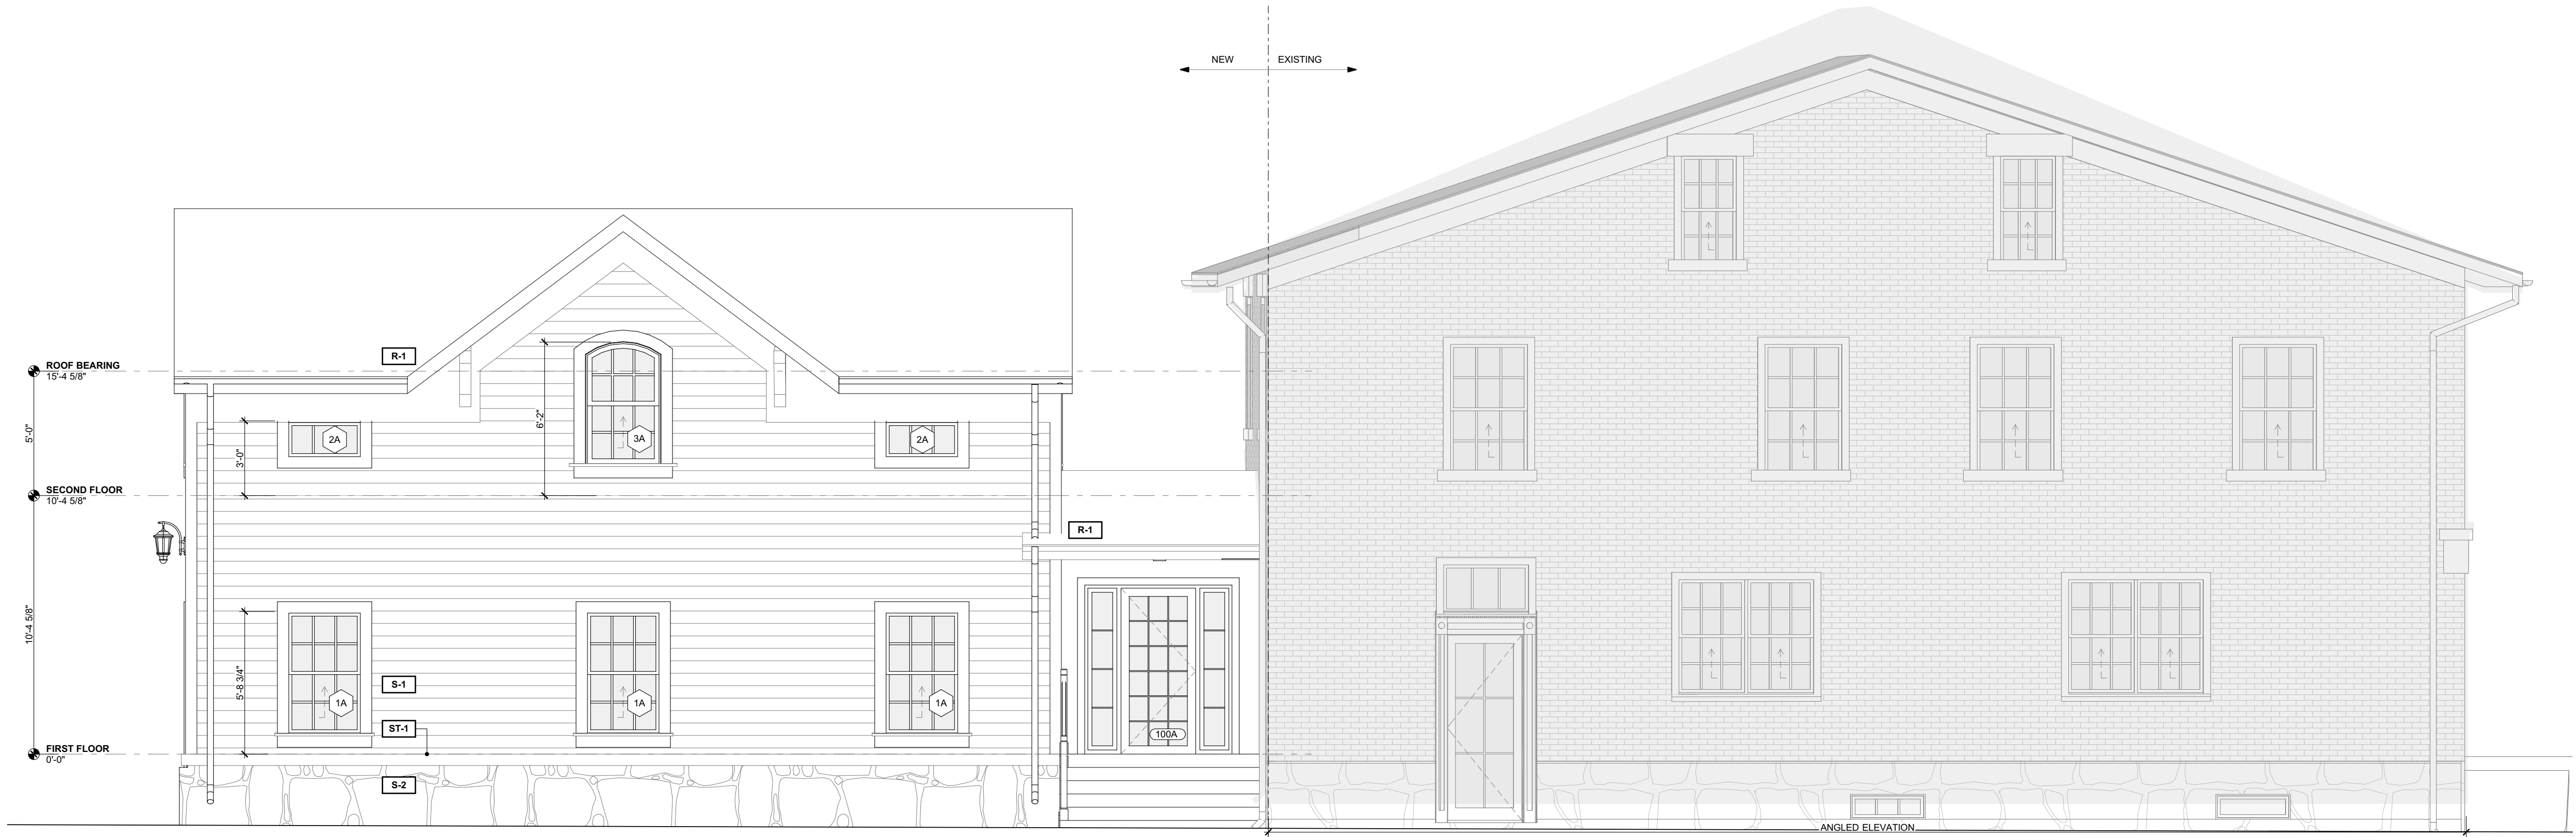 NEW
EXISTING
R-1
ROOF BEARING
15'-4 5/8"
5'-0"
3'-0"
6'-2"
2A
3A
2A
SECOND FLOOR
10'-4 5/8"
R-1
10'-4 5/8"
5'-8 3/4"
S-1
1A
1A
1A
ST-1
100A
FIRST FLOOR
0'-0"
S-2
ANGLED ELEVATION